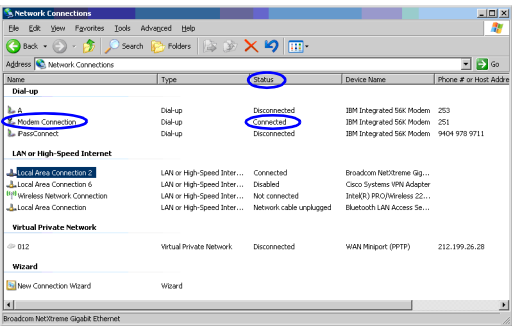 Network Connections
File Edit View Favorites Tools Advanced Help
Back Search Folders
Address Network Connections Go
Name Type Status Device Name Phone # or Host Addre
Dial-up
A Dial-up Disconnected IBM Integrated 56K Modem 253
Modem Connection Dial-up Connected IBM Integrated 56K Modem 251
iPassConnect Dial-up Disconnected IBM Integrated 56K Modem 9404 978 9711
LAN or High-Speed Internet
Local Area Connection 2 LAN or High-Speed Inter... Connected Broadcom NetXtreme Gig...
Local Area Connection 6 LAN or High-Speed Inter... Disabled Cisco Systems VPN Adapter
Wireless Network Connection LAN or High-Speed Inter... Not connected Intel(R) PRO/Wireless 22...
Local Area Connection LAN or High-Speed Inter... Network cable unplugged Bluetooth LAN Access Se...
Virtual Private Network
012 Virtual Private Network Disconnected WAN Miniport (PPTP) 212.199.26.28
Wizard
New Connection Wizard Wizard
Broadcom NetXtreme Gigabit Ethernet